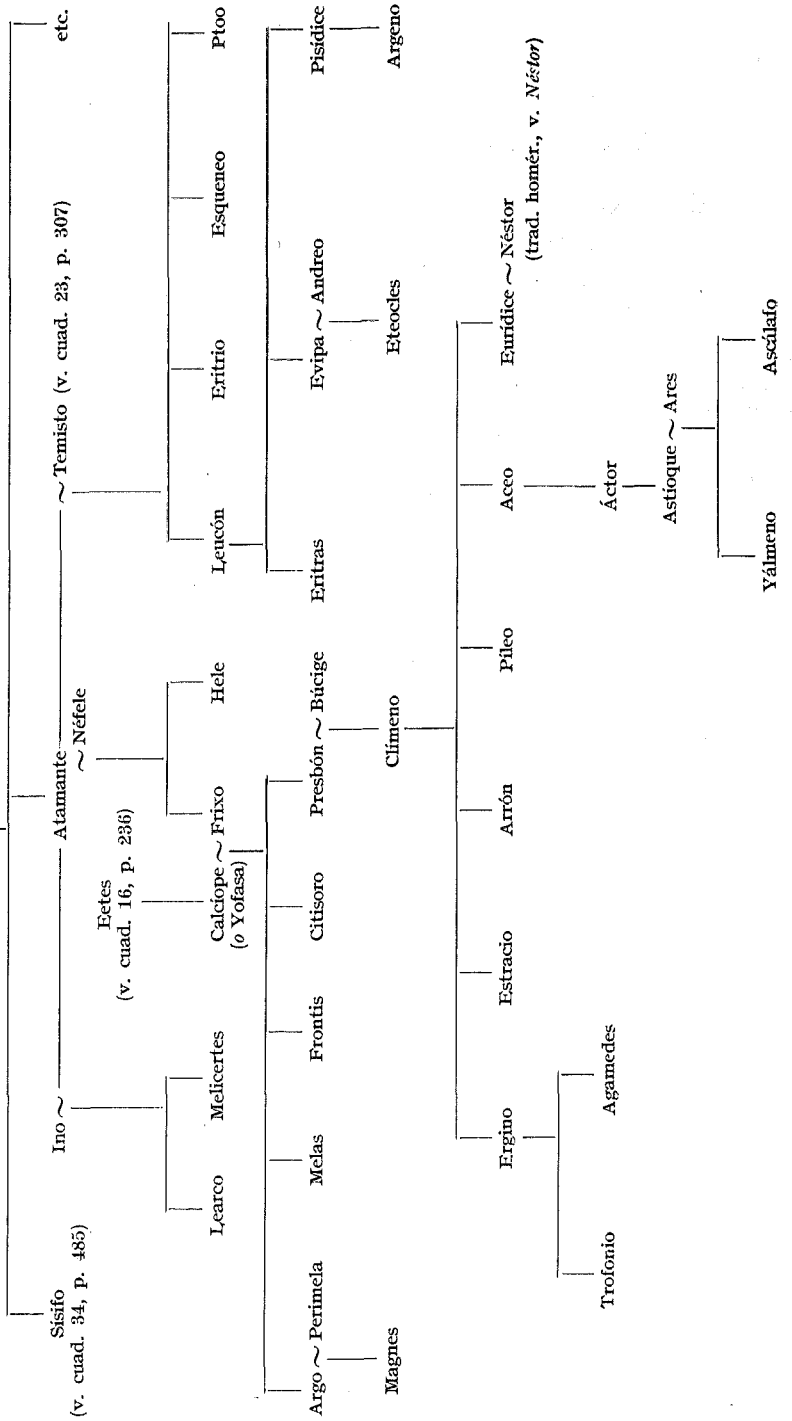 Sísifo
(v. cuad. 34, p. 485)
Ino ~
Atamante
~ Néfele
~ Temisto (v. cuad. 23, p. 307)
etc.
Eetes
(v. cuad. 16, p. 236)
Learco
Melicertes
Calcíope ~ Frixo
(o Yofasa)
Hele
Leucón
Eritrio
Esqueneo
Ptoo
Argo ~ Perimela
Melas
Frontis
Citisoro
Presbón ~ Búcige
Eritras
Evipa ~ Andreo
Pisídice
Magnes
Clímeno
Eteocles
Argeno
Ergino
Estracio
Arrón
Píleo
Aceo
Eurídice ~ Néstor
(trad. homér., v. Néstor)
Trofonio
Agamedes
Áctor
Astíoque ~ Ares
Yálmeno
Ascálafo